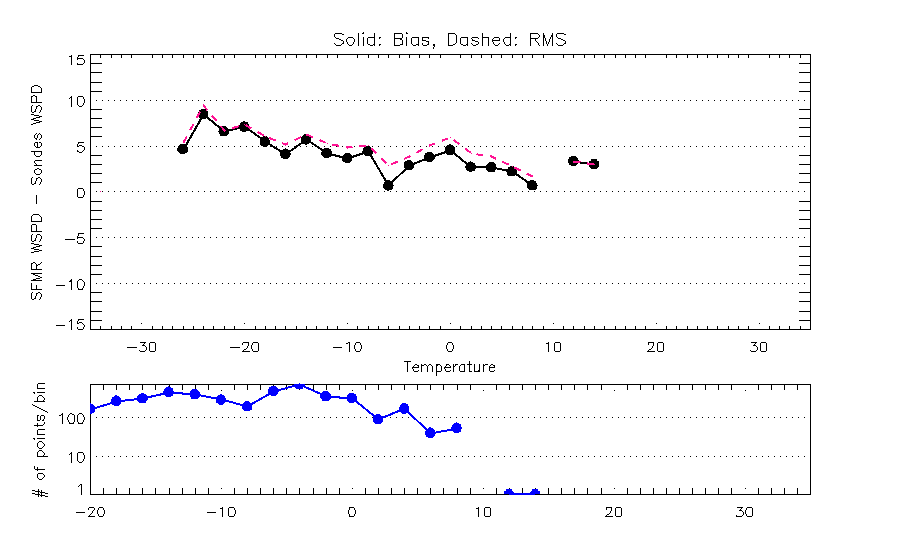 Solid: Bias, Dashed: RMS
SFMR WSPD - Sondes WSPD
15
10
5
0
-5
-10
-15
-30 -20 -10 0 10 20 30
Temperature
# of points/bin
100
10
1
-20 -10 0 10 20 30